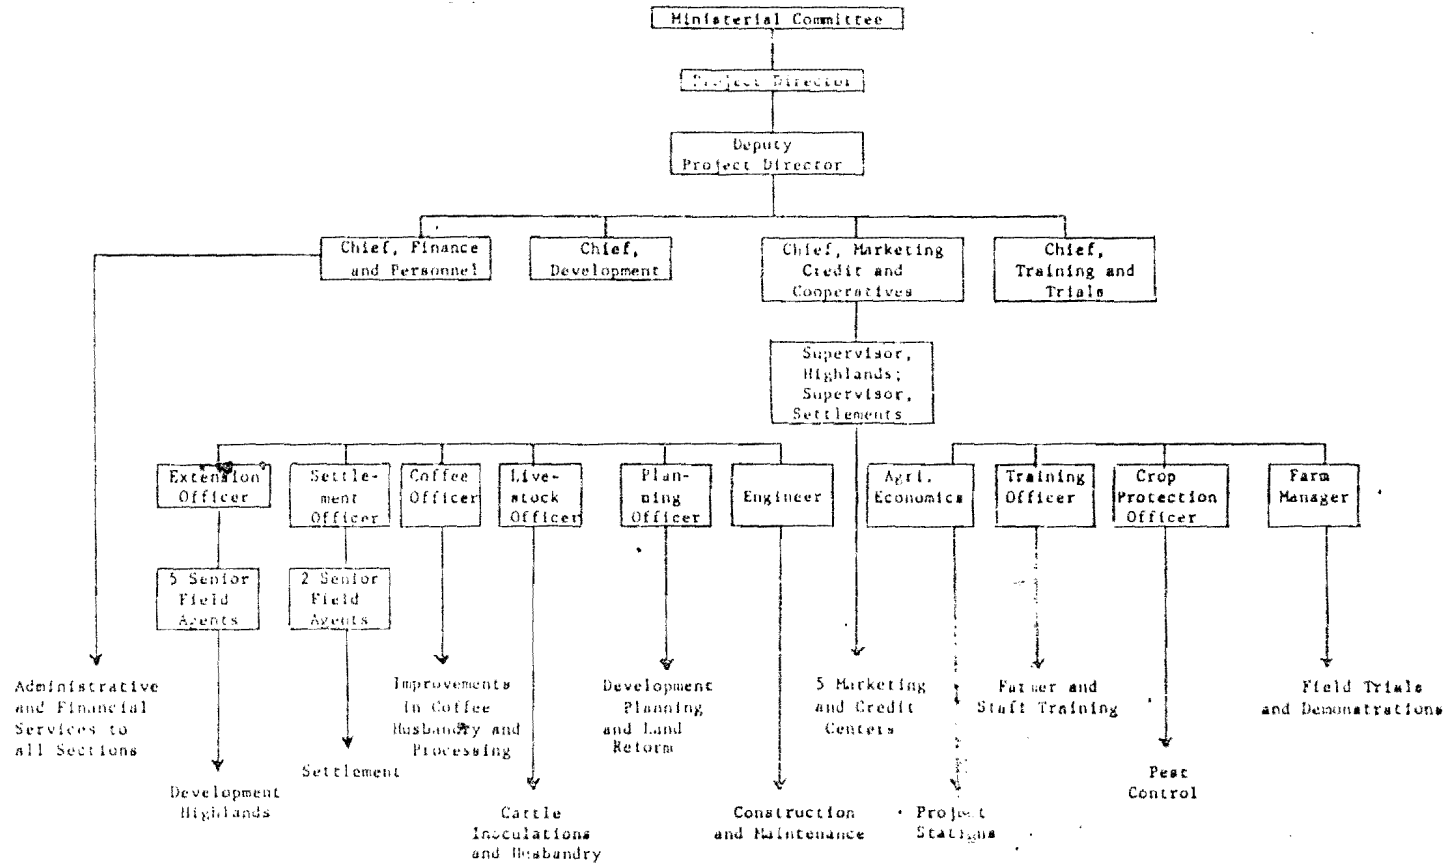 Ministerial Committee
Project Director
Deputy
Project Director
Chief, Finance
and Personnel
Chief,
Development
Chief, Marketing
Credit and
Cooperatives
Chief,
Training and
Trials
Supervisor,
Highlands;
Supervisor,
Settlements
Extension
Officer
Settle-
ment
Officer
Coffee
Officer
Live-
stock
Officer
Plan-
ning
Officer
Engineer
Agri.
Economics
Training
Officer
Crop
Protection
Officer
Farm
Manager
5 Senior
Field
Agents
2 Senior
Field
Agents
Administrative
and Financial
Services to
all Sections
Development
Highlands
Settlement
Improvements
in Coffee
Husbandry and
Processing
Cattle
Inoculations
and Husbandry
Development
Planning
and Land
Reform
Construction
and Maintenance
5 Marketing
and Credit
Centers
Project
Stations
Farmer and
Staff Training
Pest
Control
Field Trials
and Demonstrations